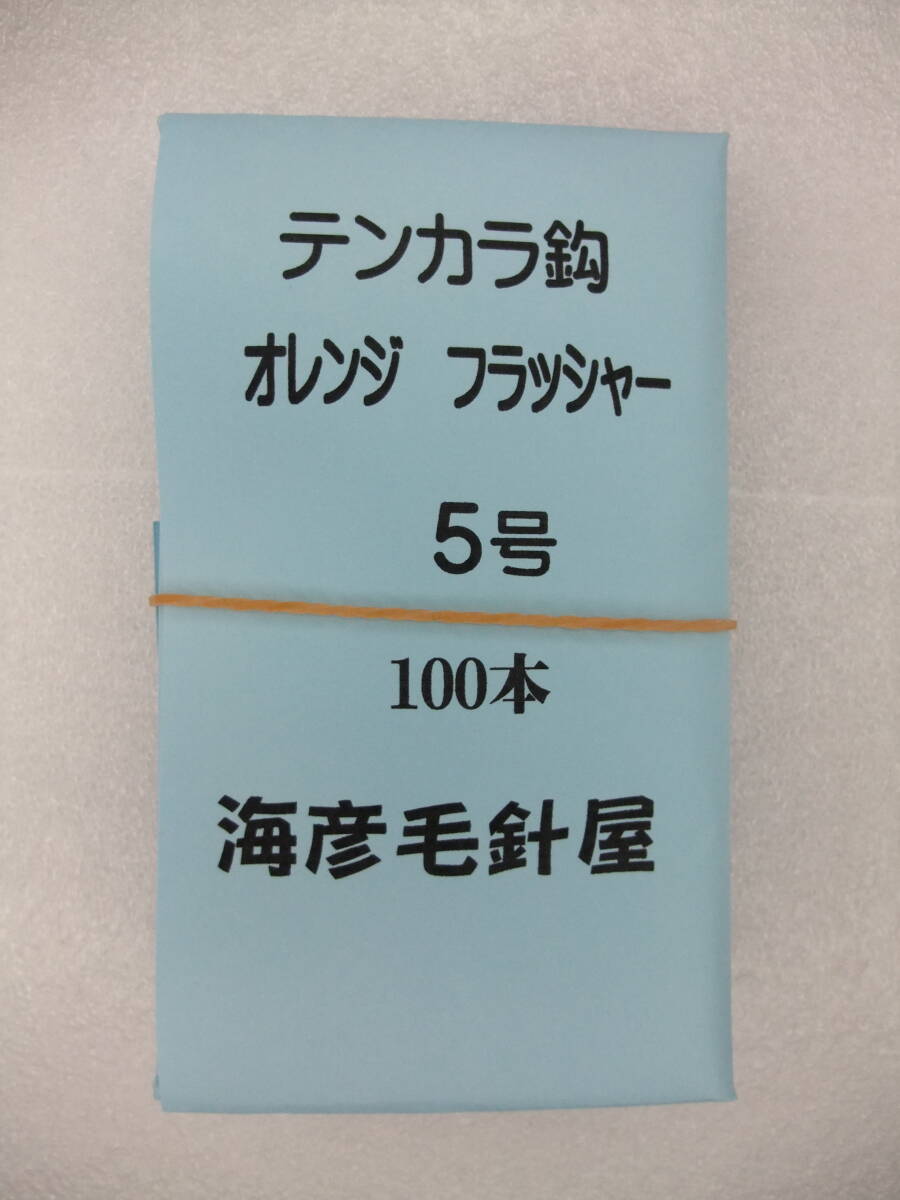 テンカラ鈎
オレンジ　フラッシャー
5号
100本
海彦毛針屋